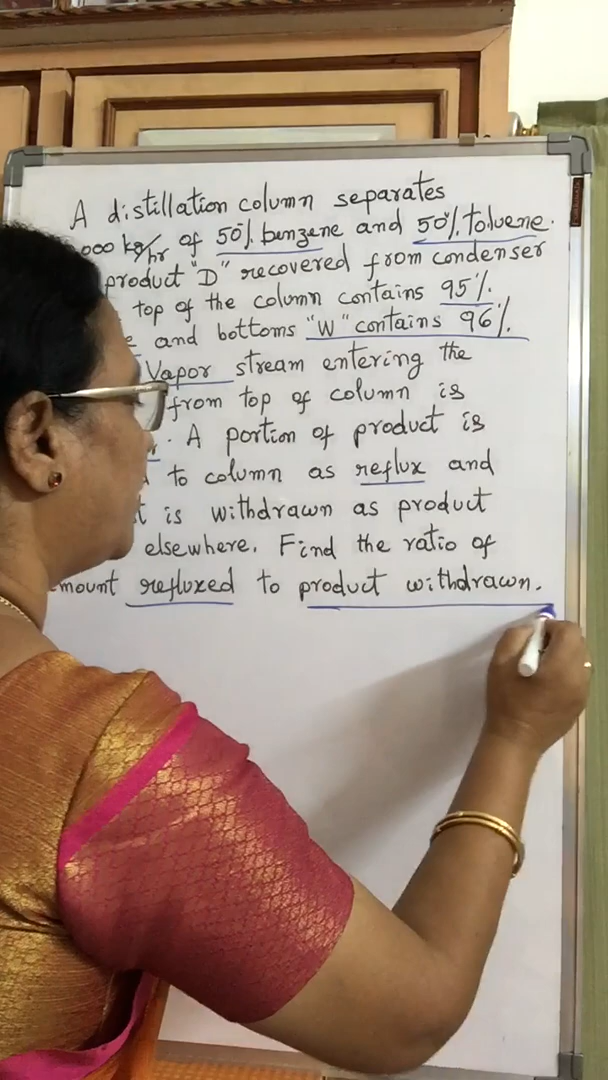 A distillation column separates
000 kg/hr of 50% benzene and 50% toluene.
product "D" recovered from condenser
top of the column contains 95%.
and bottoms "W" contains 96%.
Vapor stream entering the
from top of column is
A portion of product is
to column as reflux and
is withdrawn as product
elsewhere. Find the ratio of
mount refluxed to product withdrawn.